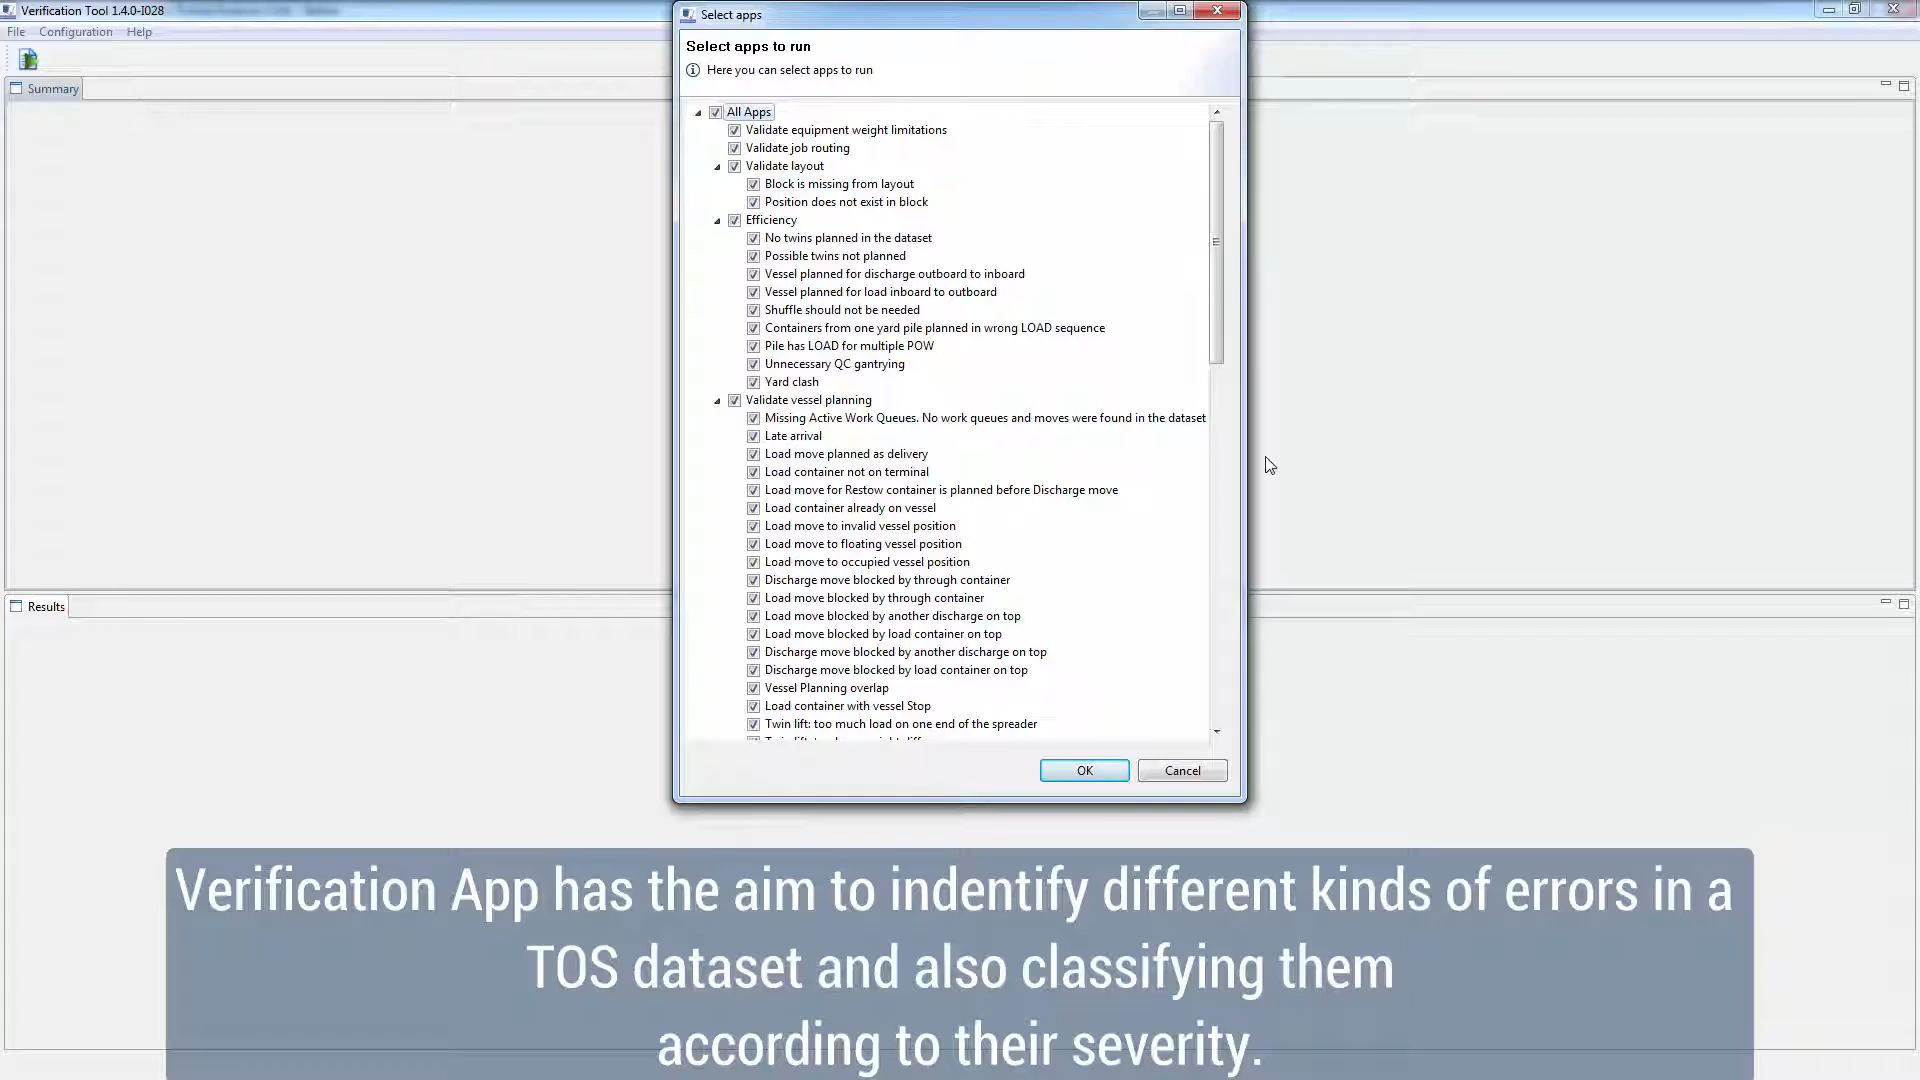 Verification Tool 1.4.0-I028
File Configuration Help
Summary
Select apps
Select apps to run
Here you can select apps to run
All Apps
Validate equipment weight limitations
Validate job routing
Validate layout
Block is missing from layout
Position does not exist in block
Efficiency
No twins planned in the dataset
Possible twins not planned
Vessel planned for discharge outboard to inboard
Vessel planned for load inboard to outboard
Shuffle should not be needed
Containers from one yard pile planned in wrong LOAD sequence
Pile has LOAD for multiple POW
Unnecessary QC gantrying
Yard clash
Validate vessel planning
Missing Active Work Queues. No work queues and moves were found in the dataset
Late arrival
Load move planned as delivery
Load container not on terminal
Load move for Restow container is planned before Discharge move
Load container already on vessel
Load move to invalid vessel position
Load move to floating vessel position
Load move to occupied vessel position
Discharge move blocked by through container
Load move blocked by through container
Load move blocked by another discharge on top
Load move blocked by load container on top
Discharge move blocked by another discharge on top
Discharge move blocked by load container on top
Vessel Planning overlap
Load container with vessel Stop
Twin lift: too much load on one end of the spreader
OK Cancel
Results
Verification App has the aim to indentify different kinds of errors in a
TOS dataset and also classifying them
according to their severity.